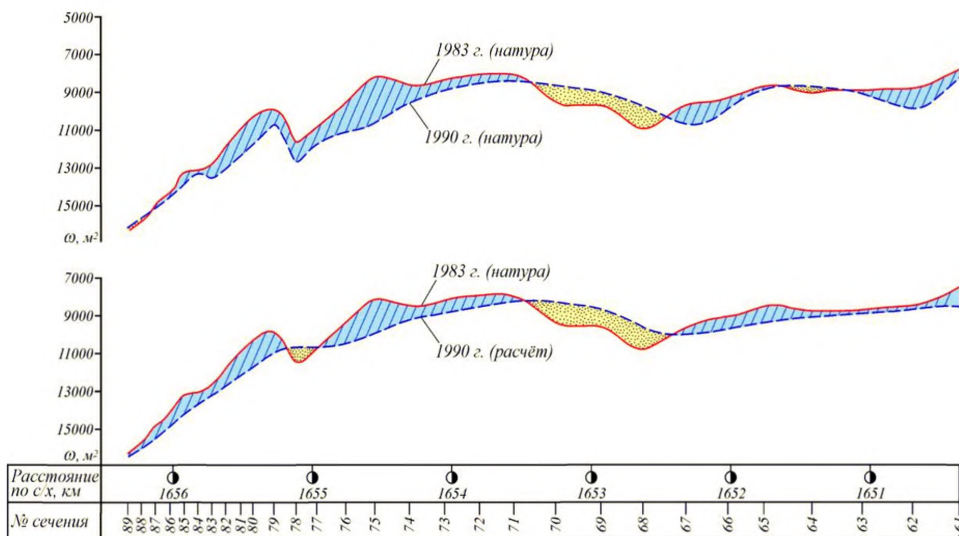 5000
7000
9000
11000
13000
15000
ω, м²
1983 г. (натура)
1990 г. (натура)
7000
9000
11000
13000
15000
ω, м²
1983 г. (натура)
1990 г. (расчёт)
Расстояние
по с/х, км
1656 1655 1654 1653 1652 1651
№ сечения
89 88 87 86 85 84 83 82 81 80 79 78 77 76 75 74 73 72 71 70 69 68 67 66 65 64 63 62 61